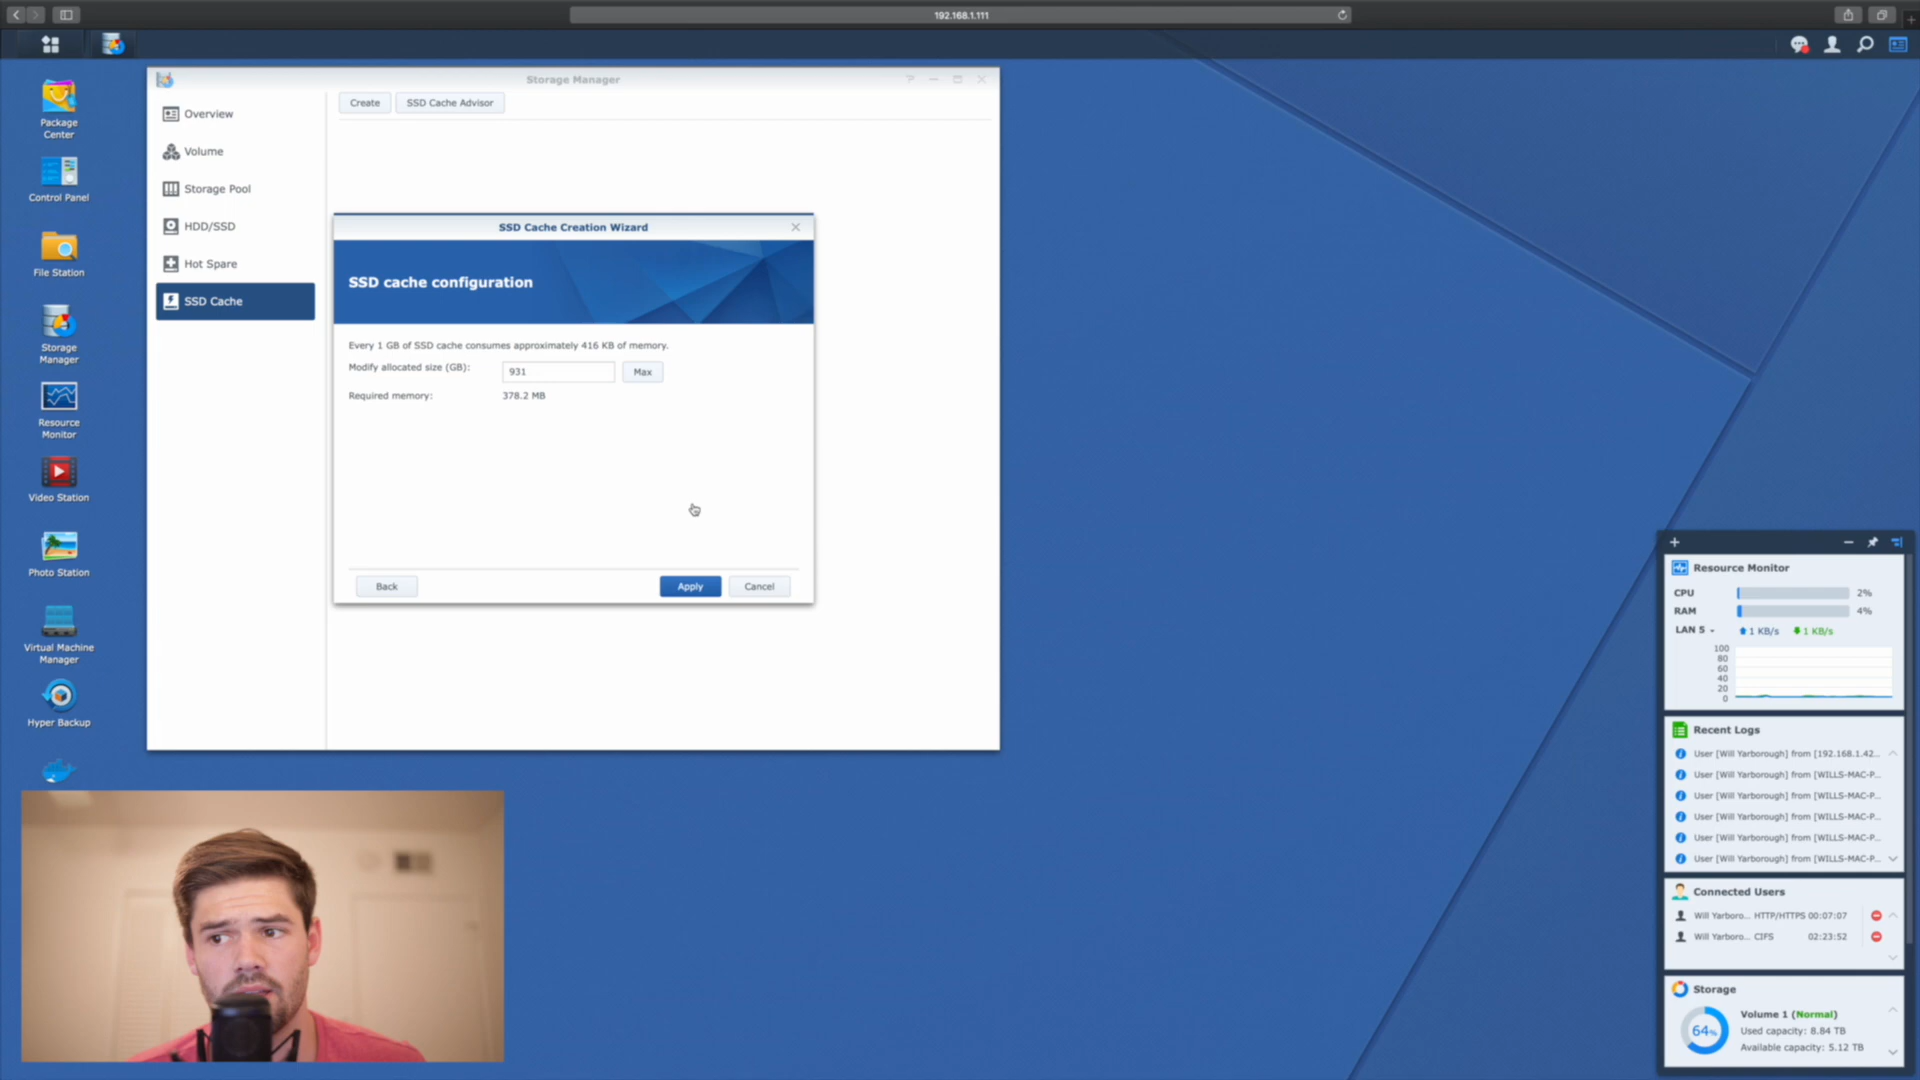 192.168.1.111
Package
Center
Control Panel
File Station
Storage
Manager
Resource
Monitor
Video Station
Photo Station
Virtual Machine
Manager
Hyper Backup
Storage Manager
Overview
Volume
Storage Pool
HDD/SSD
Hot Spare
SSD Cache
Create
SSD Cache Advisor
SSD Cache Creation Wizard
SSD cache configuration
Every 1 GB of SSD cache consumes approximately 416 KB of memory.
Modify allocated size (GB):
931
Max
Required memory:
378.2 MB
Back
Apply
Cancel
Resource Monitor
CPU
2%
RAM
4%
LAN 5
1 KB/s
1 KB/s
100
80
60
40
20
0
Recent Logs
User [Will Yarborough] from [192.168.1.42...
User [Will Yarborough] from [WILLS-MAC-P...
User [Will Yarborough] from [WILLS-MAC-P...
User [Will Yarborough] from [WILLS-MAC-P...
User [Will Yarborough] from [WILLS-MAC-P...
User [Will Yarborough] from [WILLS-MAC-P...
Connected Users
Will Yarboro... HTTP/HTTPS 00:07:07
Will Yarboro... CIFS 02:23:52
Storage
64%
Volume 1 (Normal)
Used capacity: 8.84 TB
Available capacity: 5.12 TB